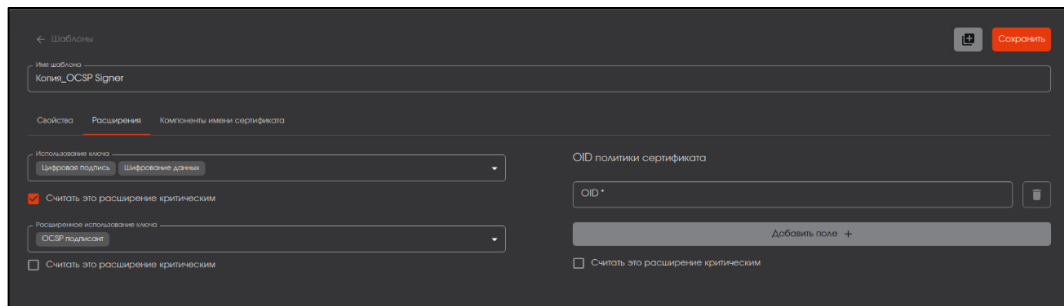 ← Шаблоны
Сохранить
Имя шаблона
Копия_OCSP Signer
Свойства Расширения Компоненты имени сертификата
Использование ключа
Цифровая подпись Шифрование данных
Считать это расширение критическим
Расширенное использование ключа
OCSP подписант
Считать это расширение критическим
OID политики сертификата
OID *
Добавить поле +
Считать это расширение критическим